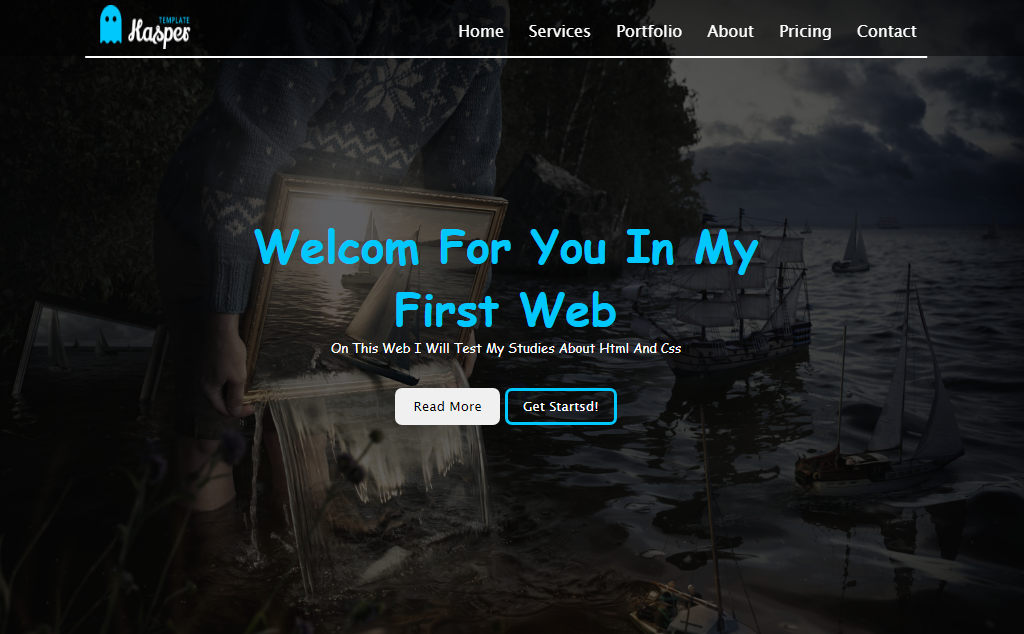 TEMPLATE
Kasper
Home Services Portfolio About Pricing Contact
Welcom For You In My
First Web
On This Web I Will Test My Studies About Html And Css
Read More Get Startsd!